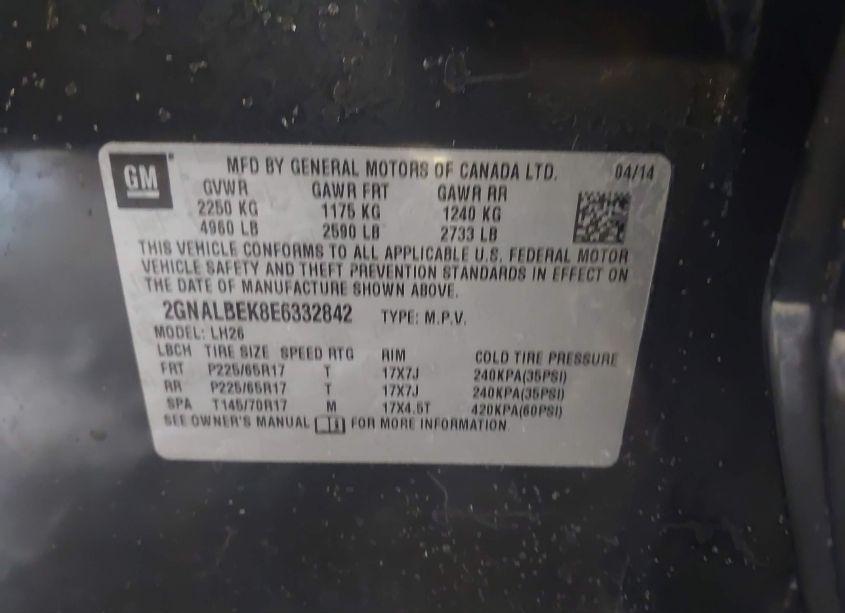 GM MFD BY GENERAL MOTORS OF CANADA LTD. 04/14
GVWR GAWR FRT GAWR RR
2250 KG 1175 KG 1240 KG
4960 LB 2590 LB 2733 LB
THIS VEHICLE CONFORMS TO ALL APPLICABLE U.S. FEDERAL MOTOR
VEHICLE SAFETY AND THEFT PREVENTION STANDARDS IN EFFECT ON
THE DATE OF MANUFACTURE SHOWN ABOVE.
2GNALBEK8E6332842 TYPE: M.P.V.
MODEL: LH26
LBCH TIRE SIZE SPEED RTG RIM COLD TIRE PRESSURE
FRT P225/65R17 T 17X7J 240KPA(35PSI)
RR P225/65R17 T 17X7J 240KPA(35PSI)
SPA T145/70R17 M 17X4.5T 420KPA(60PSI)
SEE OWNER'S MANUAL FOR MORE INFORMATION